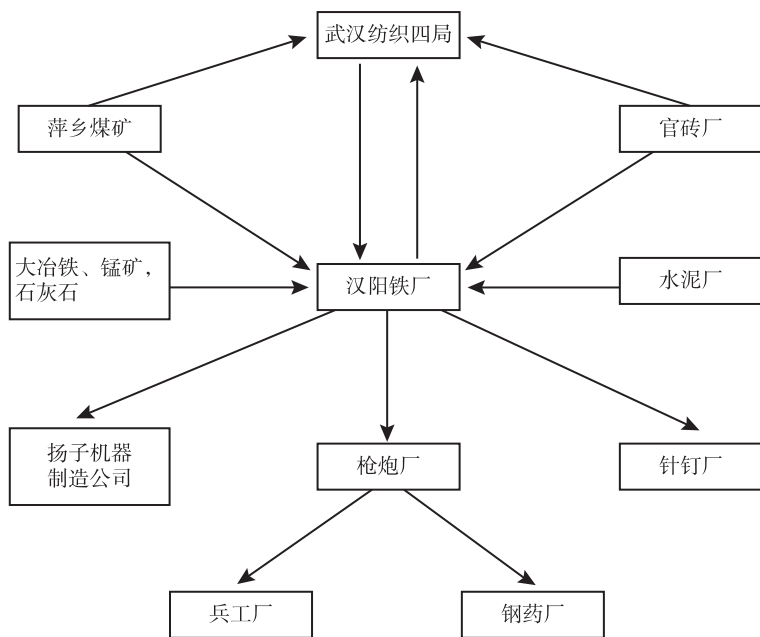 武汉纺织四局
萍乡煤矿
官砖厂
大冶铁、锰矿，
石灰石
汉阳铁厂
水泥厂
扬子机器
制造公司
枪炮厂
针钉厂
兵工厂
钢药厂